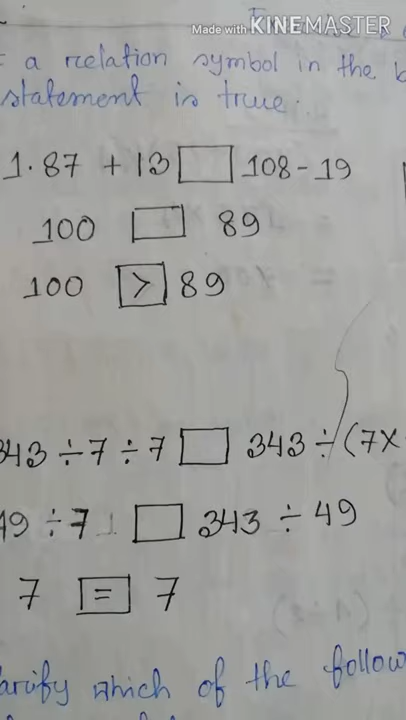 Made with KINEMASTER
a relation symbol in the
statement is true.
1. 87 + 13 □ 108 - 19
100 □ 89
100 > 89
343 ÷ 7 ÷ 7 □ 343 ÷ (7 ×
49 ÷ 7 □ 343 ÷ 49
7 = 7
which of the follow